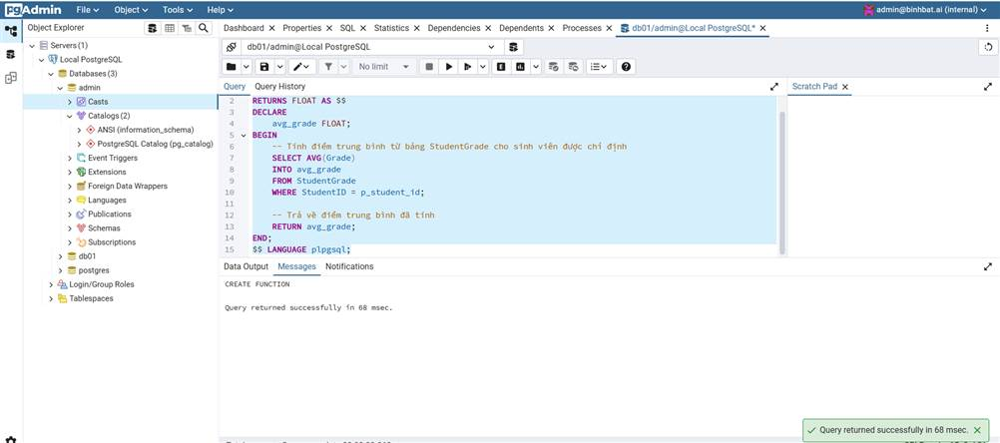 pgAdmin File Object Tools Help admin@binhbat.ai (internal)
Object Explorer
Dashboard Properties SQL Statistics Dependencies Dependents Processes db01/admin@Local PostgreSQL*
Servers (1)
Local PostgreSQL
Databases (3)
admin
Casts
Catalogs (2)
ANSI (information_schema)
PostgreSQL Catalog (pg_catalog)
Event Triggers
Extensions
Foreign Data Wrappers
Languages
Publications
Schemas
Subscriptions
db01
postgres
Login/Group Roles
Tablespaces
db01/admin@Local PostgreSQL
No limit
Query Query History
Scratch Pad
2 RETURNS FLOAT AS $$
3 DECLARE
4 avg_grade FLOAT;
5 BEGIN
6 -- Tính điểm trung bình từ bảng StudentGrade cho sinh viên được chỉ định
7 SELECT AVG(Grade)
8 INTO avg_grade
9 FROM StudentGrade
10 WHERE StudentID = p_student_id;
11
12 -- Trả về điểm trung bình đã tính
13 RETURN avg_grade;
14 END;
15 $$ LANGUAGE plpgsql;
Data Output Messages Notifications
CREATE FUNCTION
Query returned successfully in 68 msec.
Query returned successfully in 68 msec.